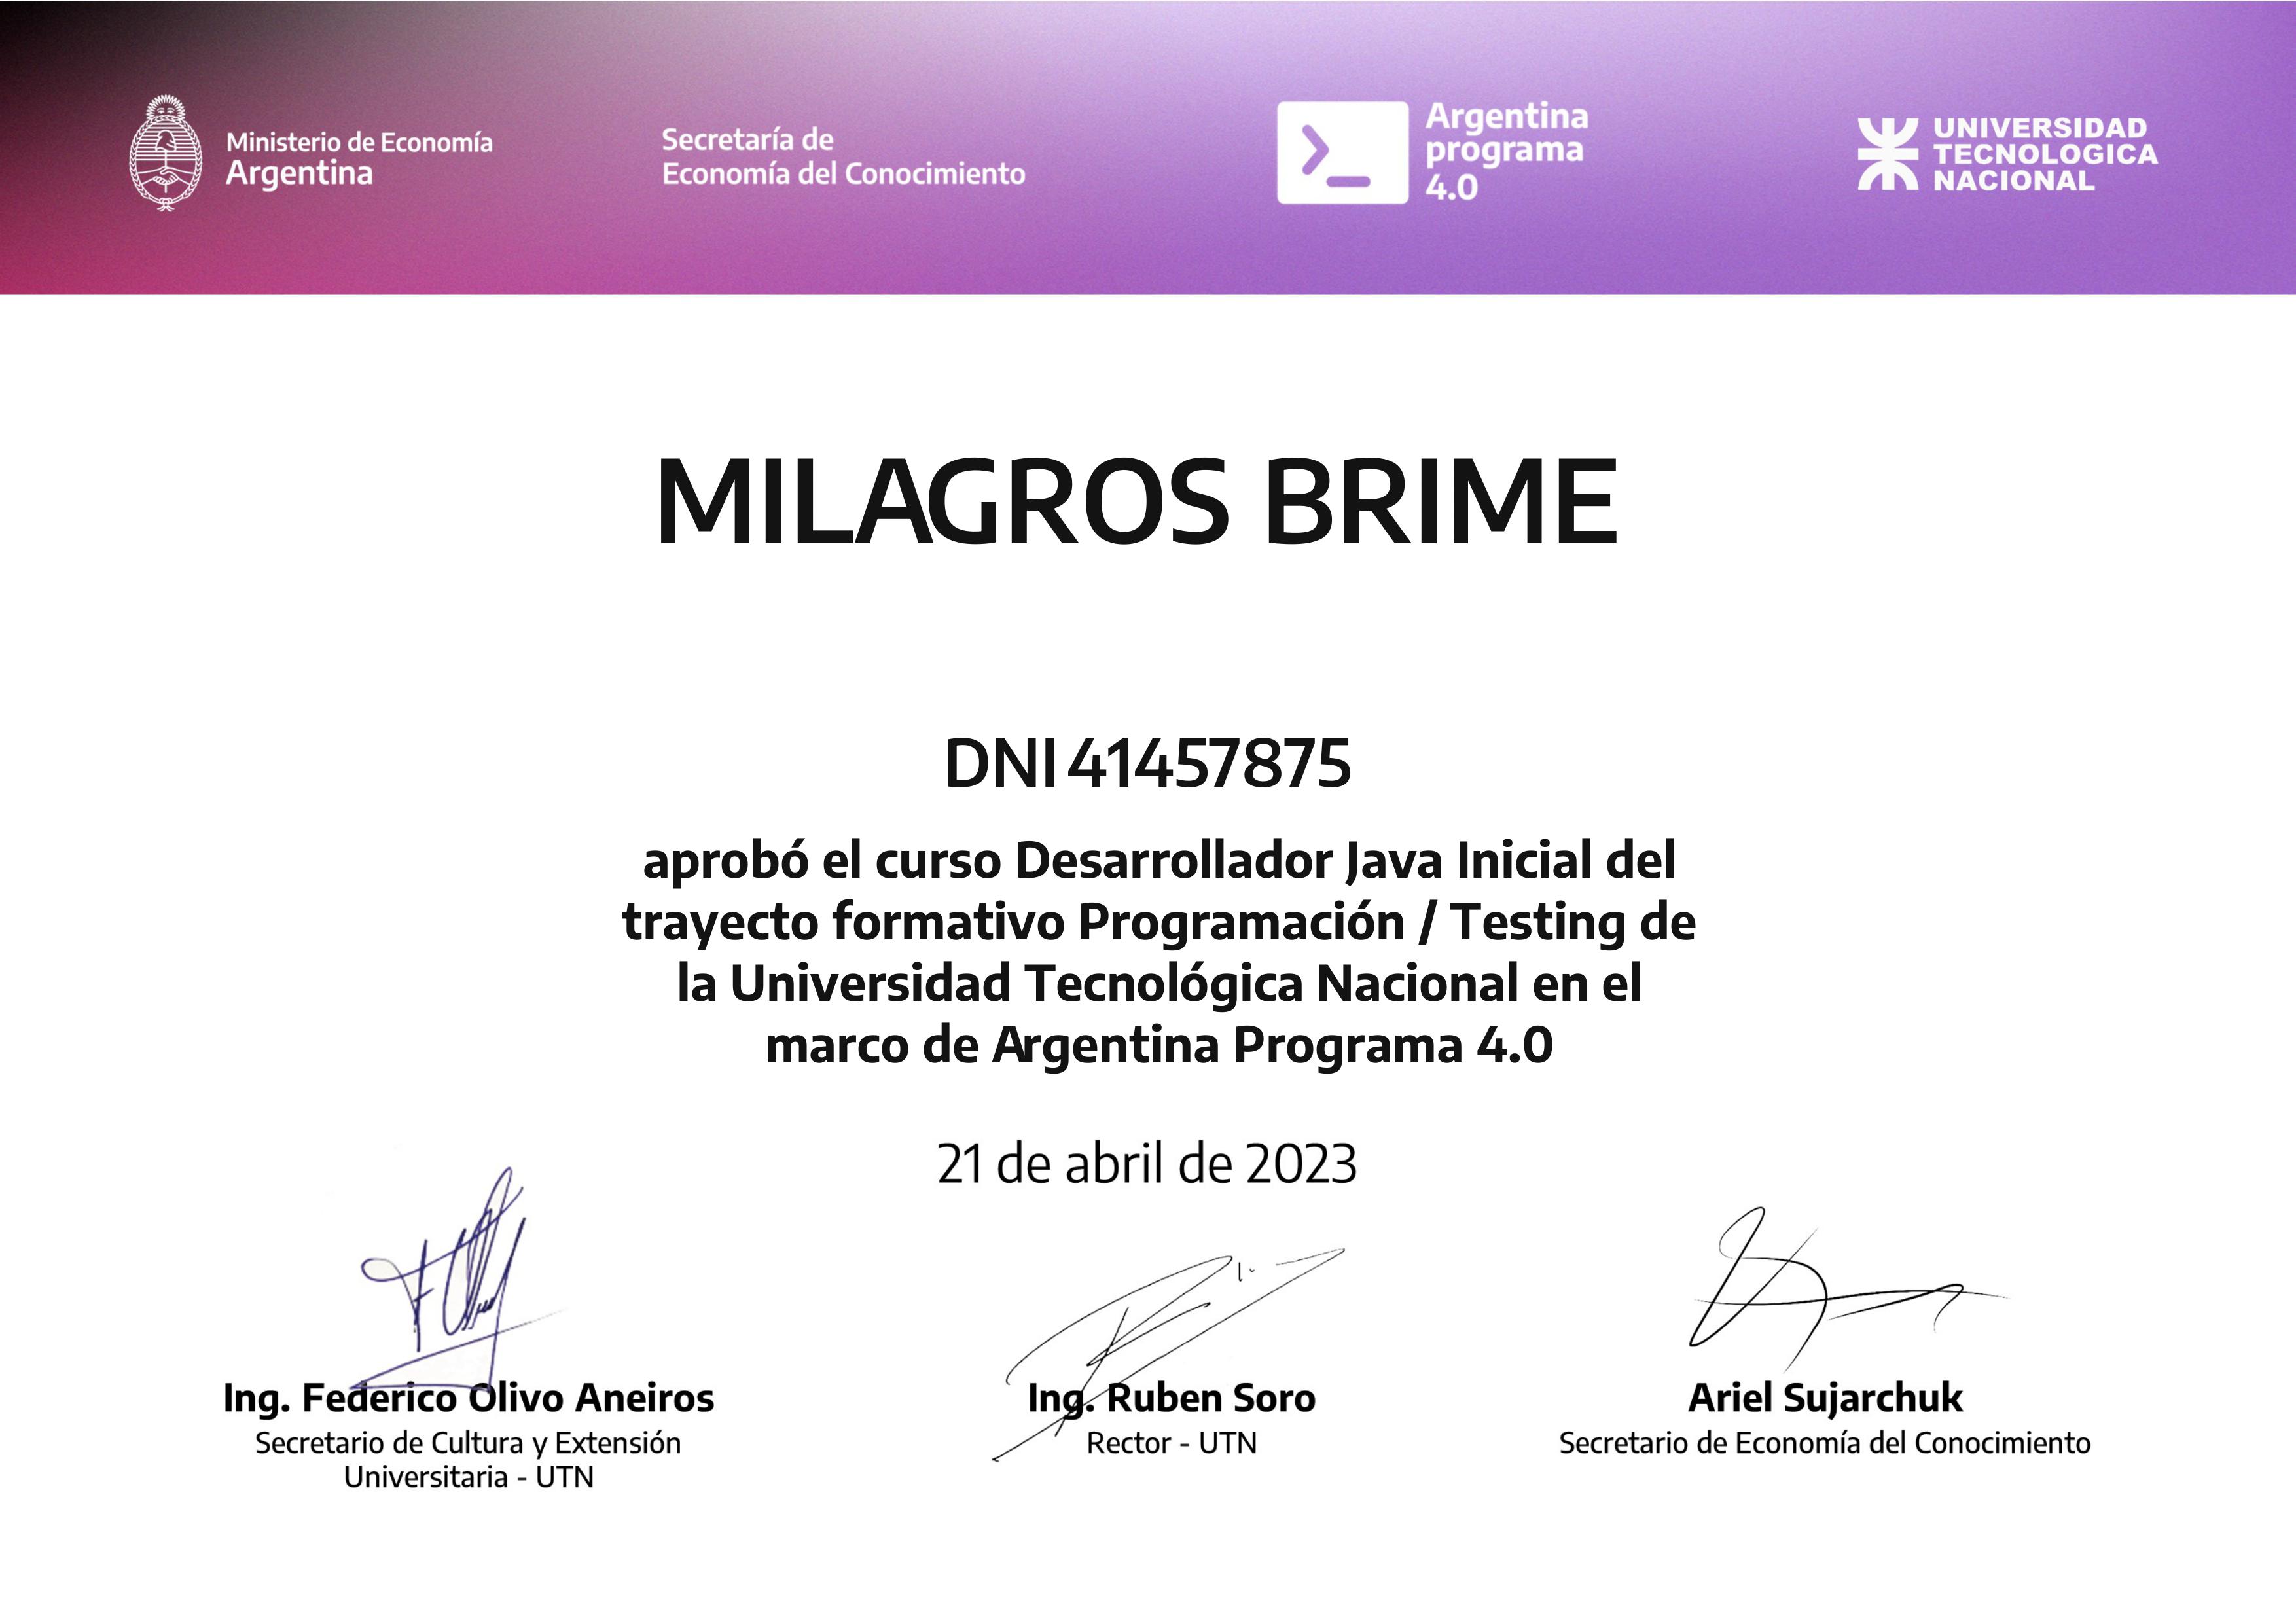 Ministerio de Economía
Argentina
Secretaría de
Economía del Conocimiento
Argentina
programa
4.0
UNIVERSIDAD
TECNOLOGICA
NACIONAL
MILAGROS BRIME
DNI 41457875
aprobó el curso Desarrollador Java Inicial del
trayecto formativo Programación / Testing de
la Universidad Tecnológica Nacional en el
marco de Argentina Programa 4.0
21 de abril de 2023
Ing. Federico Olivo Aneiros
Secretario de Cultura y Extensión
Universitaria - UTN
Ing. Ruben Soro
Rector - UTN
Ariel Sujarchuk
Secretario de Economía del Conocimiento